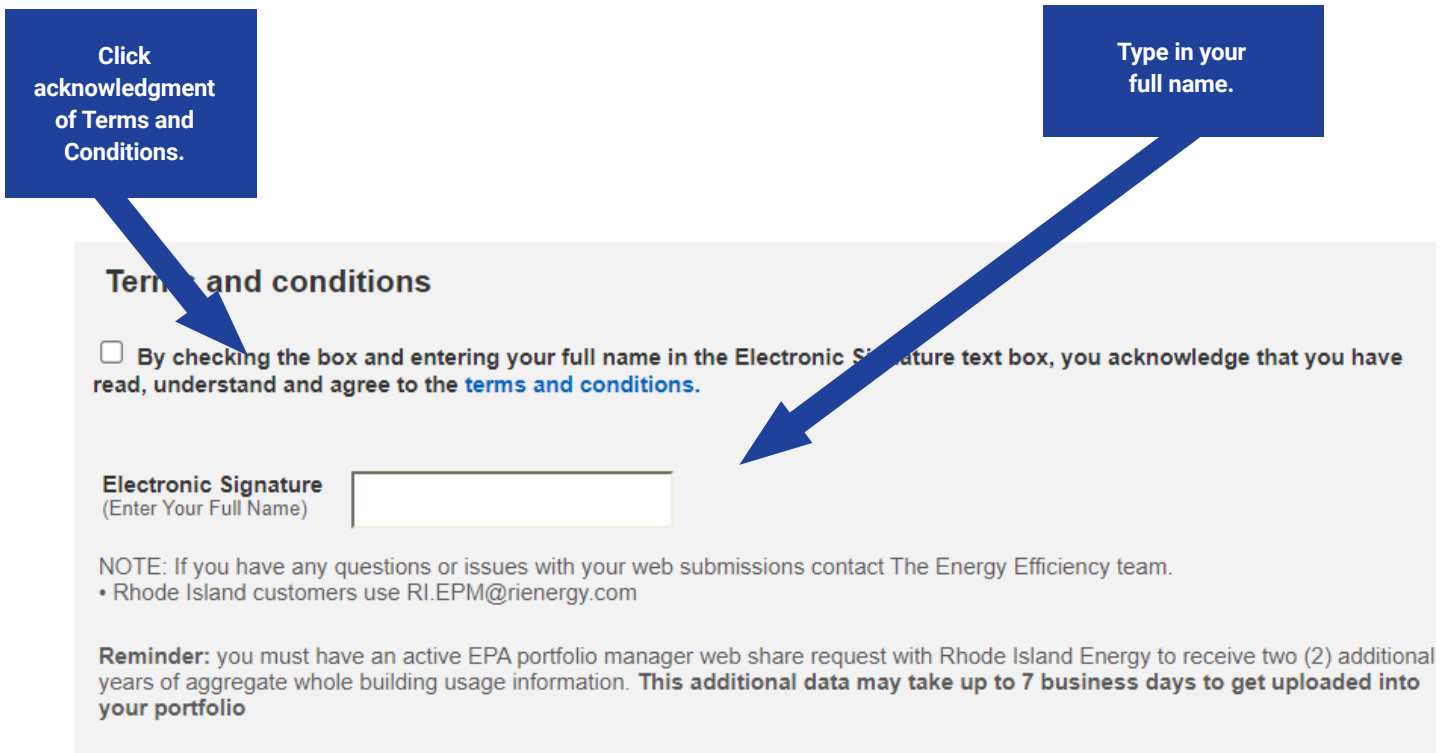 Click
acknowledgment
of Terms and
Conditions.
Type in your
full name.
Terms and conditions
By checking the box and entering your full name in the Electronic Signature text box, you acknowledge that you have
read, understand and agree to the terms and conditions.
Electronic Signature
(Enter Your Full Name)
NOTE: If you have any questions or issues with your web submissions contact The Energy Efficiency team.
• Rhode Island customers use RI.EPM@rienergy.com
Reminder: you must have an active EPA portfolio manager web share request with Rhode Island Energy to receive two (2) additional
years of aggregate whole building usage information. This additional data may take up to 7 business days to get uploaded into
your portfolio